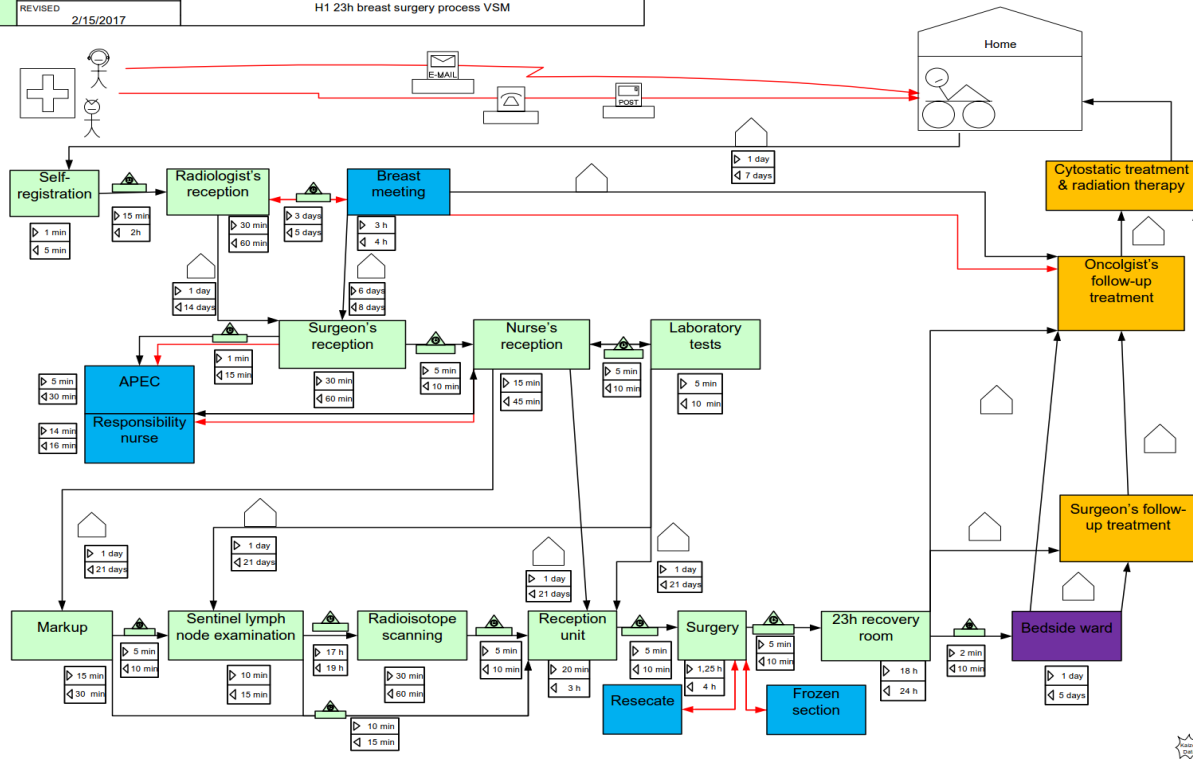 REVISED
2/15/2017
H1 23h breast surgery process VSM
E-MAIL
POST
Home
1 day
7 days
Self-
registration
1 min
5 min
15 min
2h
Radiologist's
reception
30 min
60 min
3 days
5 days
Breast
meeting
3 h
4 h
Cytostatic treatment
& radiation therapy
Oncolgist's
follow-up
treatment
1 day
14 days
6 days
8 days
Surgeon's
reception
30 min
60 min
1 min
15 min
5 min
10 min
Nurse's
reception
15 min
45 min
5 min
10 min
Laboratory
tests
5 min
10 min
APEC
Responsibility
nurse
5 min
30 min
14 min
16 min
Surgeon's follow-
up treatment
1 day
21 days
1 day
21 days
1 day
21 days
1 day
21 days
Markup
15 min
30 min
5 min
10 min
Sentinel lymph
node examination
10 min
15 min
17 h
19 h
Radioisotope
scanning
30 min
60 min
5 min
10 min
Reception
unit
20 min
3 h
5 min
10 min
Surgery
1,25 h
4 h
5 min
10 min
23h recovery
room
18 h
24 h
2 min
10 min
Bedside ward
1 day
5 days
Resecate
Frozen
section
10 min
15 min